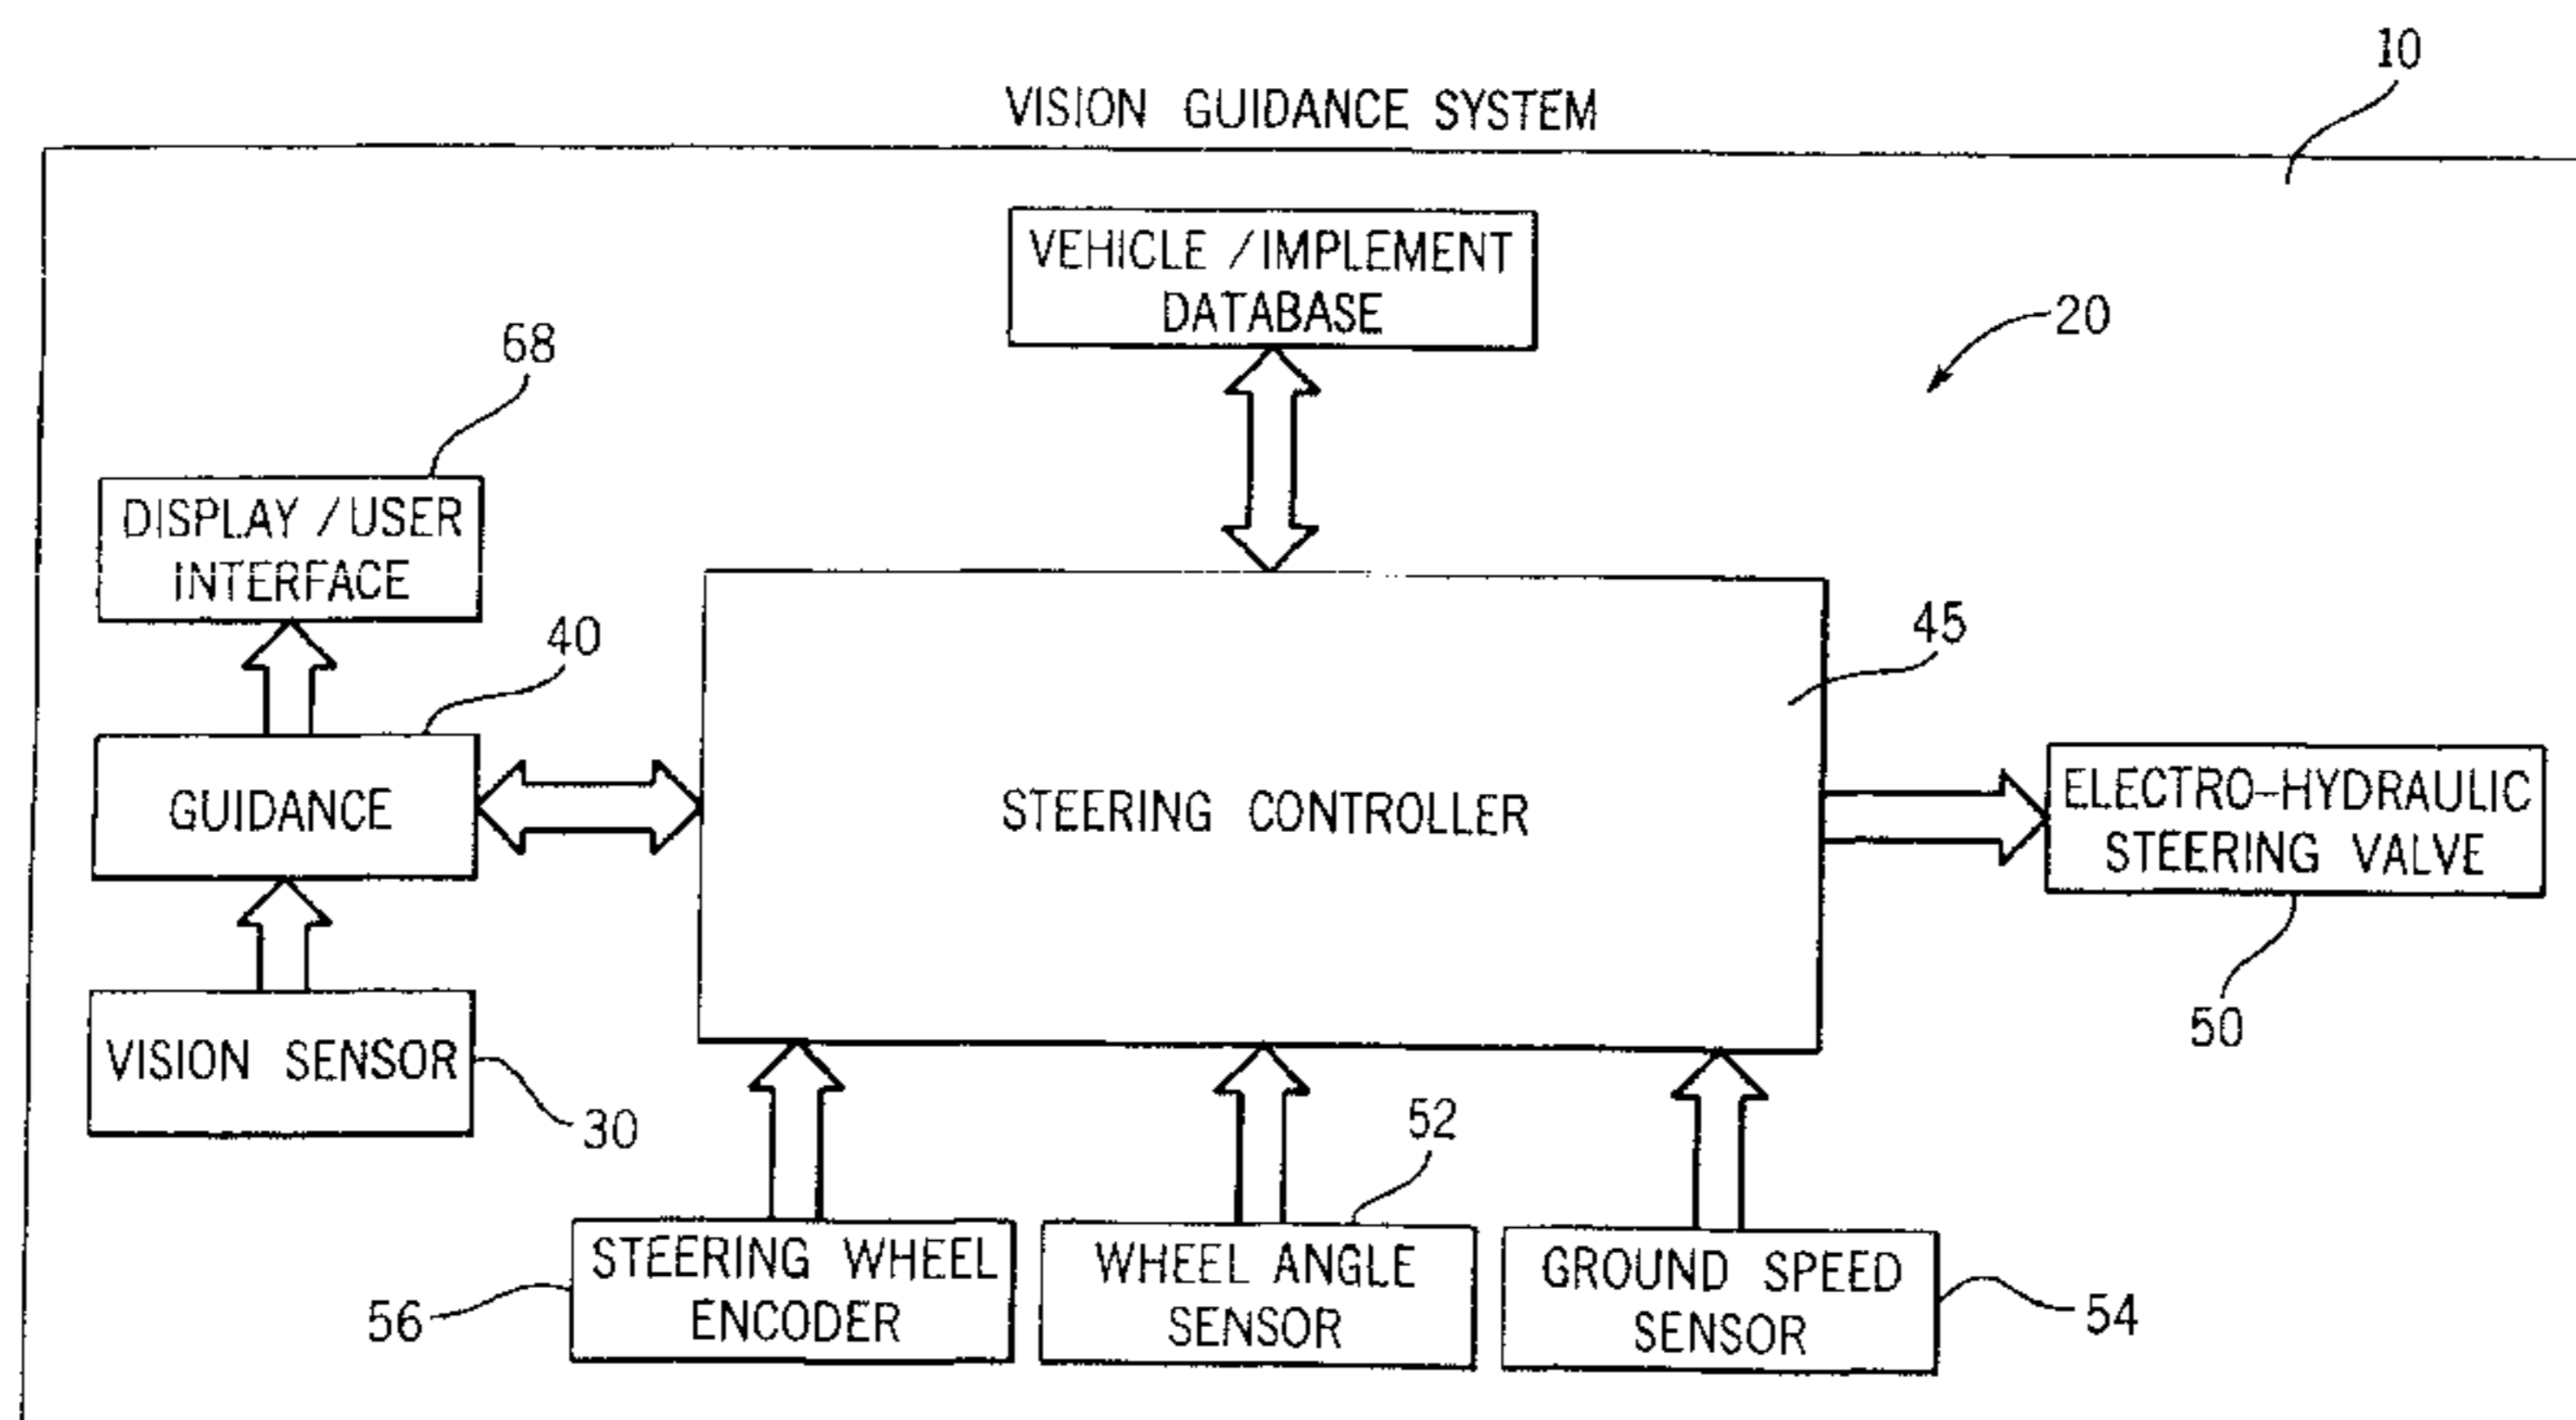 10
VISION GUIDANCE SYSTEM
VEHICLE / IMPLEMENT
DATABASE
20
68
DISPLAY / USER
INTERFACE
40
45
GUIDANCE
STEERING CONTROLLER
ELECTRO-HYDRAULIC
STEERING VALVE
50
VISION SENSOR
30
52
STEERING WHEEL
ENCODER
56
WHEEL ANGLE
SENSOR
GROUND SPEED
SENSOR
54